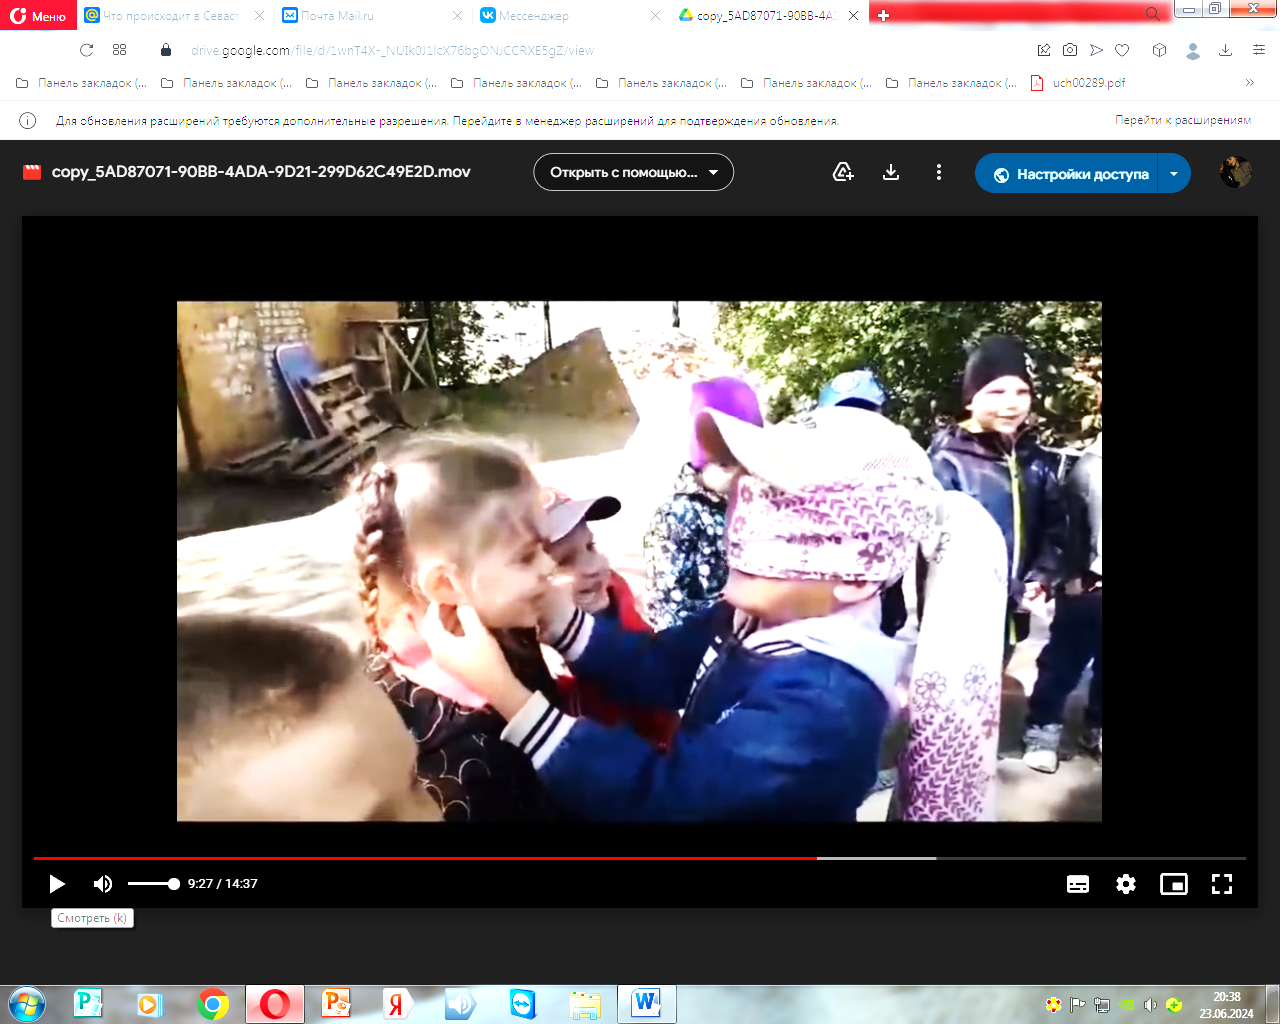 Меню
Что происходит в Севаст
Почта Mail.ru
Мессенджер
copy_5AD87071-90BB-4A
drive.google.com/file/d/1wnT4X-_NUIk0J1lcX76bgONJCCRXE5gZ/view
Панель закладок (...
Панель закладок (...
Панель закладок (...
Панель закладок (...
Панель закладок (...
Панель закладок (...
Панель закладок (...
uch00289.pdf
Для обновления расширений требуются дополнительные разрешения. Перейдите в менеджер расширений для подтверждения обновления.
Перейти к расширениям
copy_5AD87071-90BB-4ADA-9D21-299D62C49E2D.mov
Открыть с помощью...
Настройки доступа
9:27 / 14:37
Смотреть (k)
20:38
23.06.2024